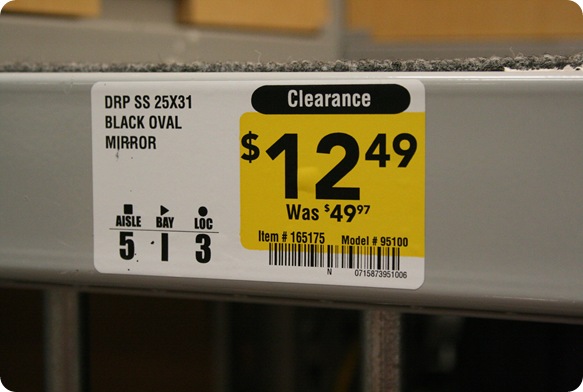 DRP SS 25X31
BLACK OVAL
MIRROR
AISLE BAY LOC
5 1 3
Clearance
$12.49
Was $49.97
Item # 165175 Model # 95100
N 0715873951006